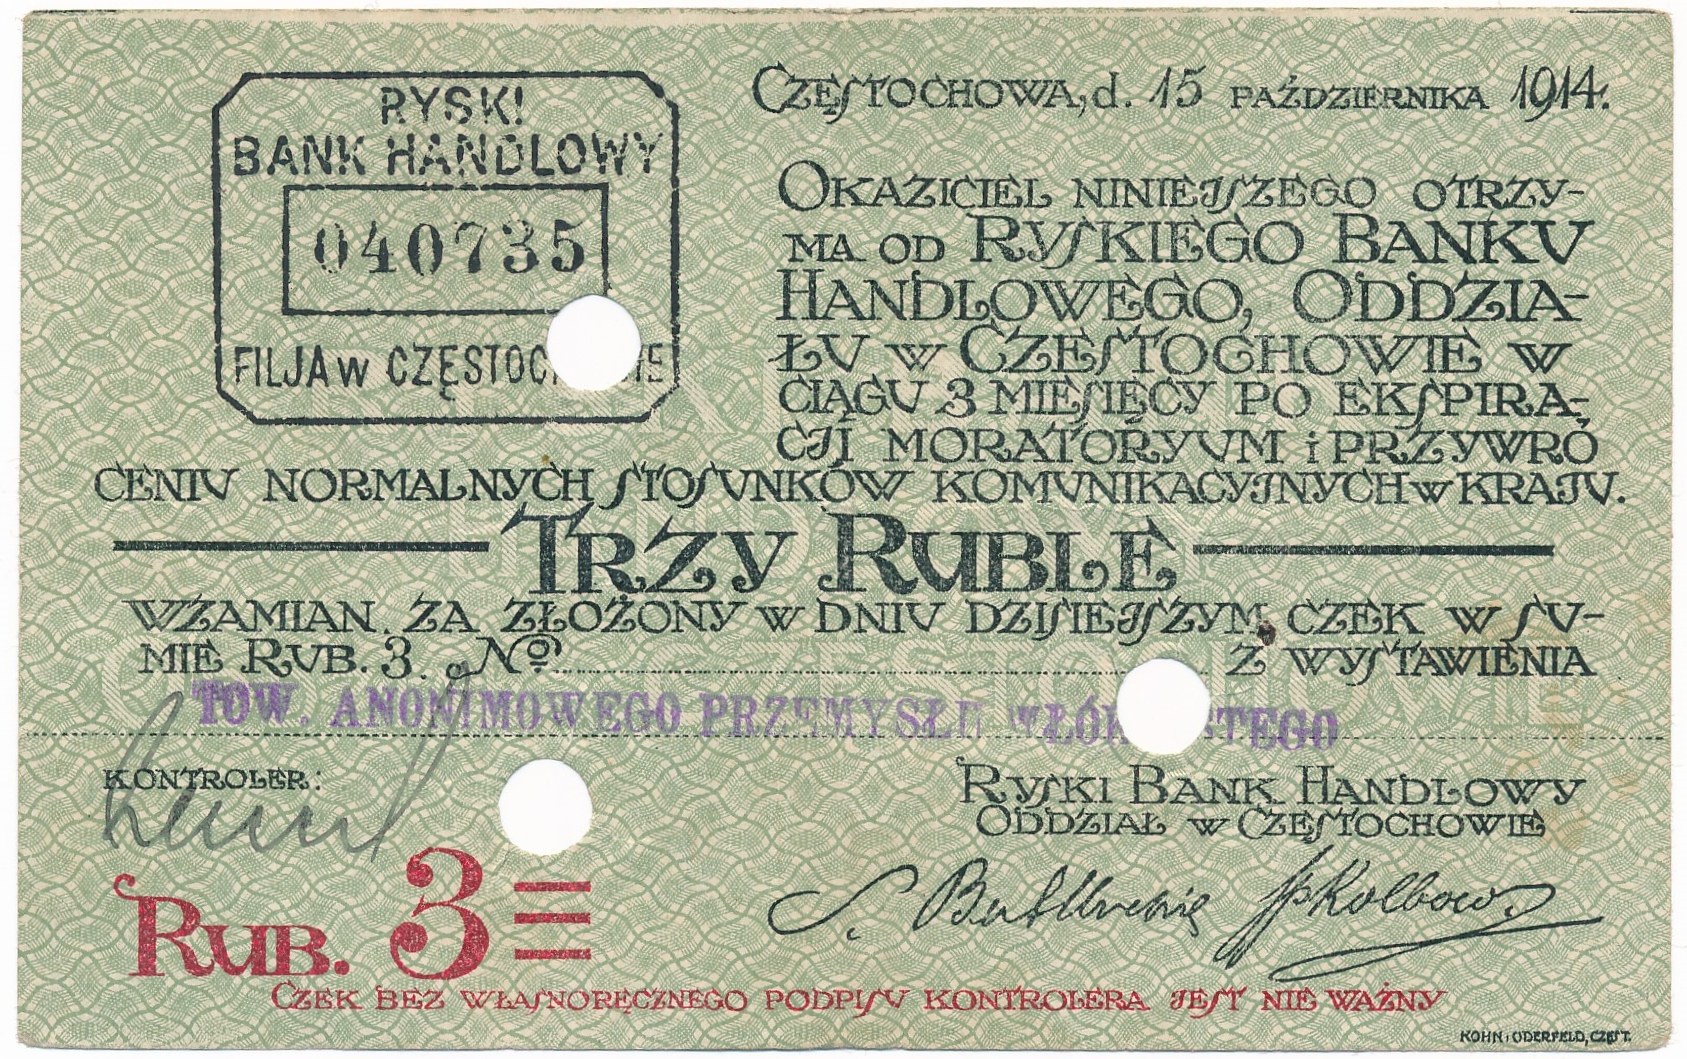 RYSKI
BANK HANDLOWY
040735
FILJA w
CZĘSTOCHOWA, d. 15 PAŹDZIERNIKA 1914.
OKAZICIEL NINIEJSZEGO OTRZY-
MA OD RYSKIEGO BANKU
HANDLOWEGO, ODDZIA-
ŁU W CZĘSTOCHOWIE W
CIĄGU 3 MIESIĘCY PO EKSPIRA-
CJI MORATORYUM i PRZYWRÓ
CENIU NORMALNYCH STOSUNKÓW KOMUNIKACYJNYCH w KRAJU.
TRZY RUBLE
WZAMIAN ZA ZŁOŻONY W DNIU DZISIEJSZYM CZEK W SU-
MIE RUB. 3. No Z WYSTAWIENIA
TOW. ANONIMOWEGO PRZEMYSŁU
KONTROLER:
RYSKI BANK HANDLOWY
ODDZIAŁ W CZĘSTOCHOWIE
RUB. 3
CZEK BEZ WŁASNORĘCZNEGO PODPISU KONTROLERA JEST NIE WAŻNY
KOHN i ODERFELD, CZĘST.